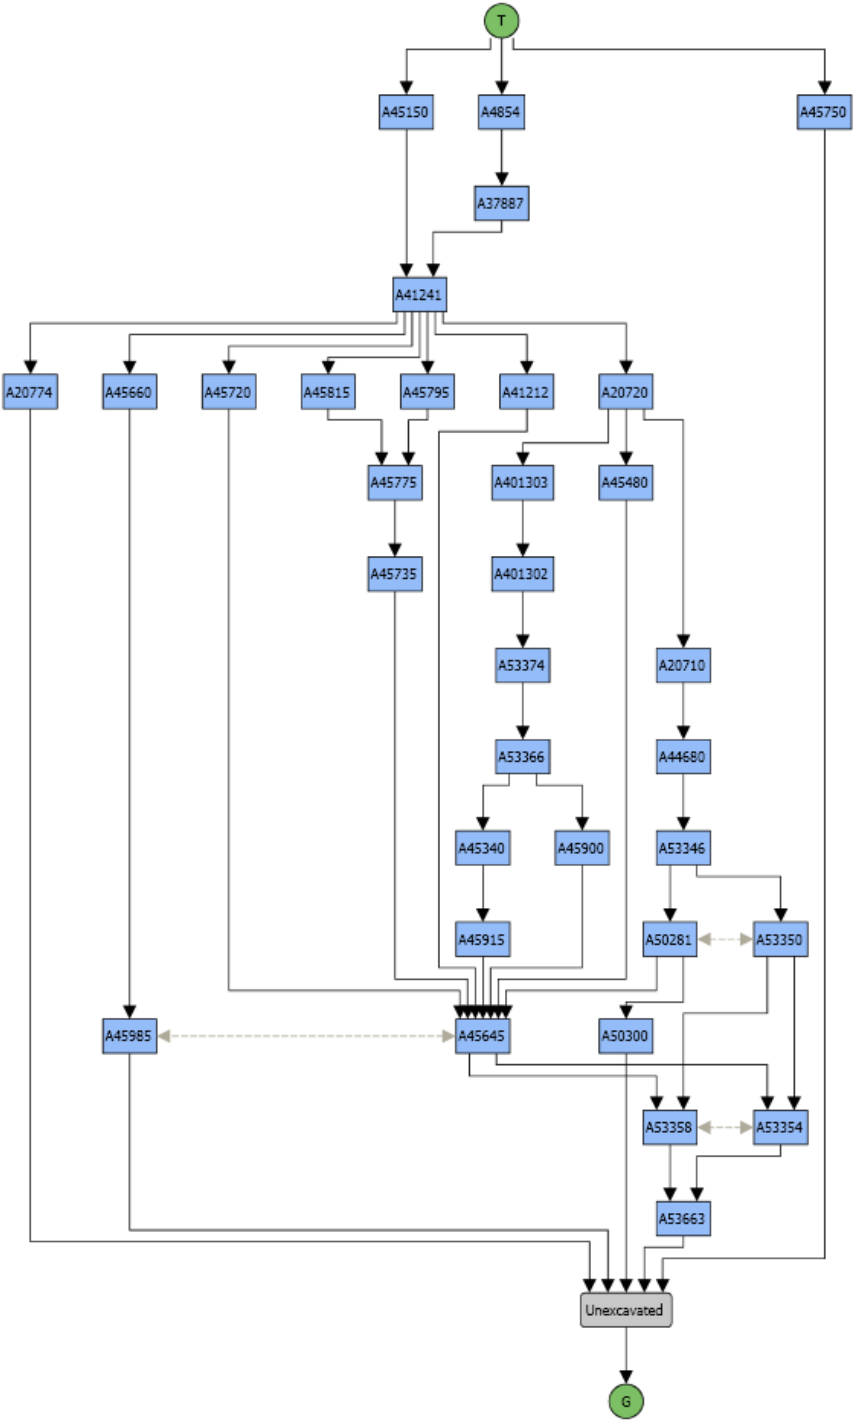 T
A45150 A4854 A45750
A37887
A41241
A20774 A45660 A45720 A45815 A45795 A41212 A20720
A45775 A401303 A45480
A45735 A401302
A53374 A20710
A53366 A44680
A45340 A45900 A53346
A45915 A50281 A53350
A45985 A45645 A50300
A53358 A53354
A53663
Unexcavated
G